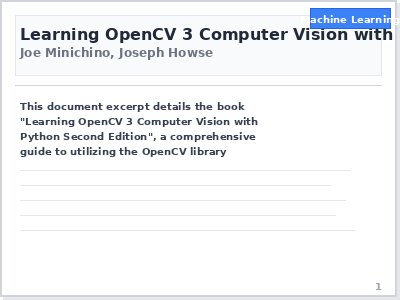 Machine Learning
Learning OpenCV 3 Computer Vision with
Joe Minichino, Joseph Howse
This document excerpt details the book
"Learning OpenCV 3 Computer Vision with
Python Second Edition", a comprehensive
guide to utilizing the OpenCV library
1